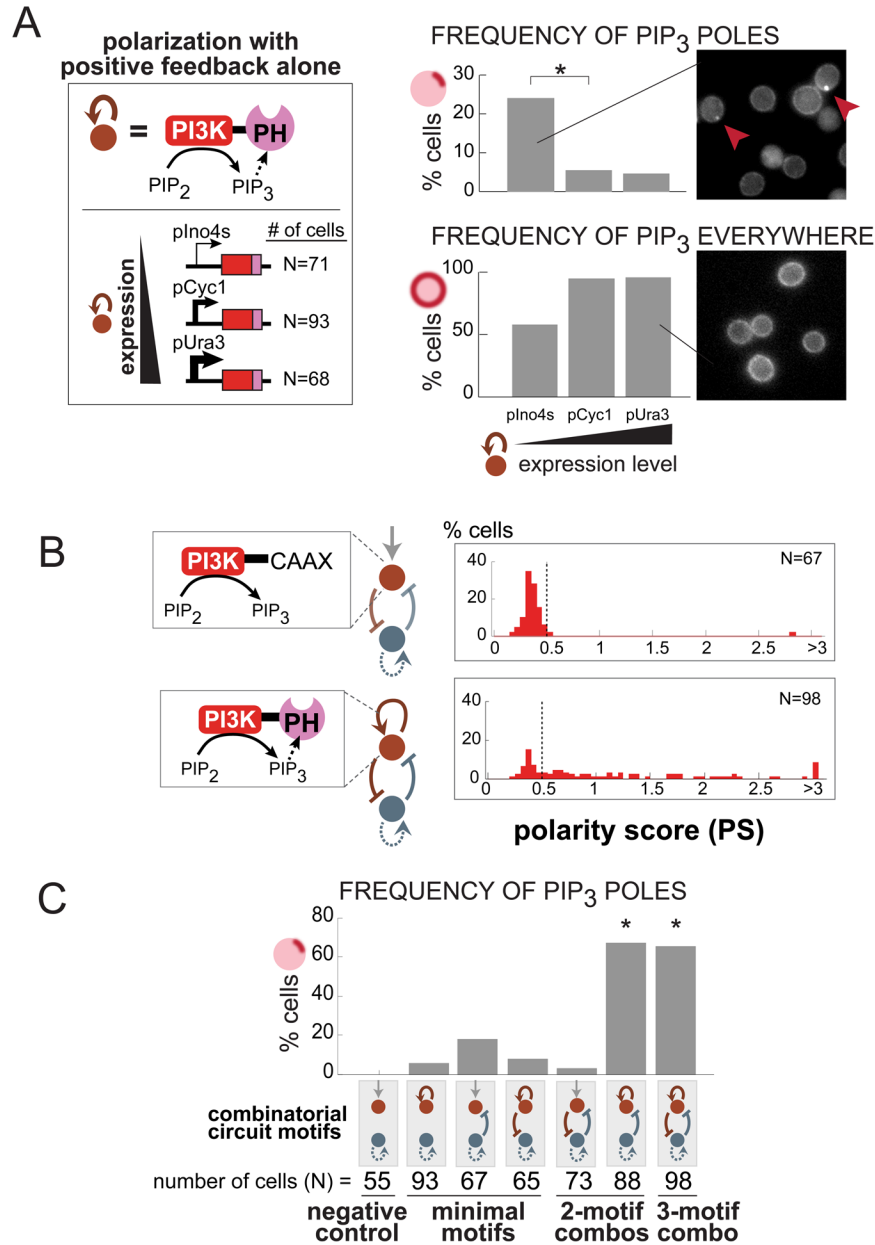 A
polarization with
positive feedback alone
= PI3K PH
PIP2 PIP3
# of cells
expression
pIno4s
N=71
pCyc1
N=93
pUra3
N=68
FREQUENCY OF PIP3 POLES
% cells
30
20
10
0
*
FREQUENCY OF PIP3 EVERYWHERE
% cells
100
50
0
pIno4s pCyc1 pUra3
expression level
B
PI3K CAAX
PIP2 PIP3
% cells
N=67
40
20
0
0 0.5 1 1.5 2 2.5 >3
PI3K PH
PIP2 PIP3
N=98
40
20
0
0 0.5 1 1.5 2 2.5 >3
polarity score (PS)
C
FREQUENCY OF PIP3 POLES
% cells
80
60
40
20
0
* *
combinatorial
circuit motifs
number of cells (N) = 55 93 67 65 73 88 98
negative
control
minimal
motifs
2-motif
combos
3-motif
combo